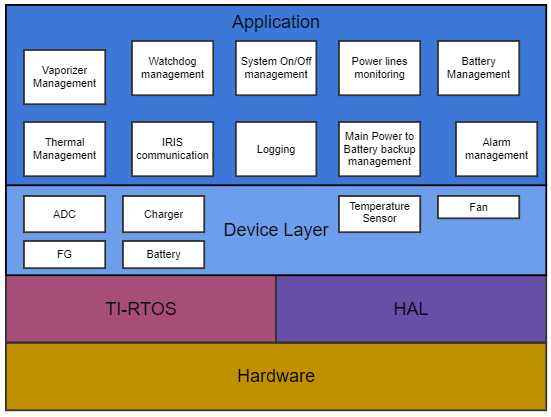 Application
Vaporizer
Management
Watchdog
management
System On/Off
management
Power lines
monitoring
Battery
Management
Thermal
Management
IRIS
communication
Logging
Main Power to
Battery backup
management
Alarm
management
ADC
Charger
Device Layer
Temperature
Sensor
Fan
FG
Battery
TI-RTOS
HAL
Hardware